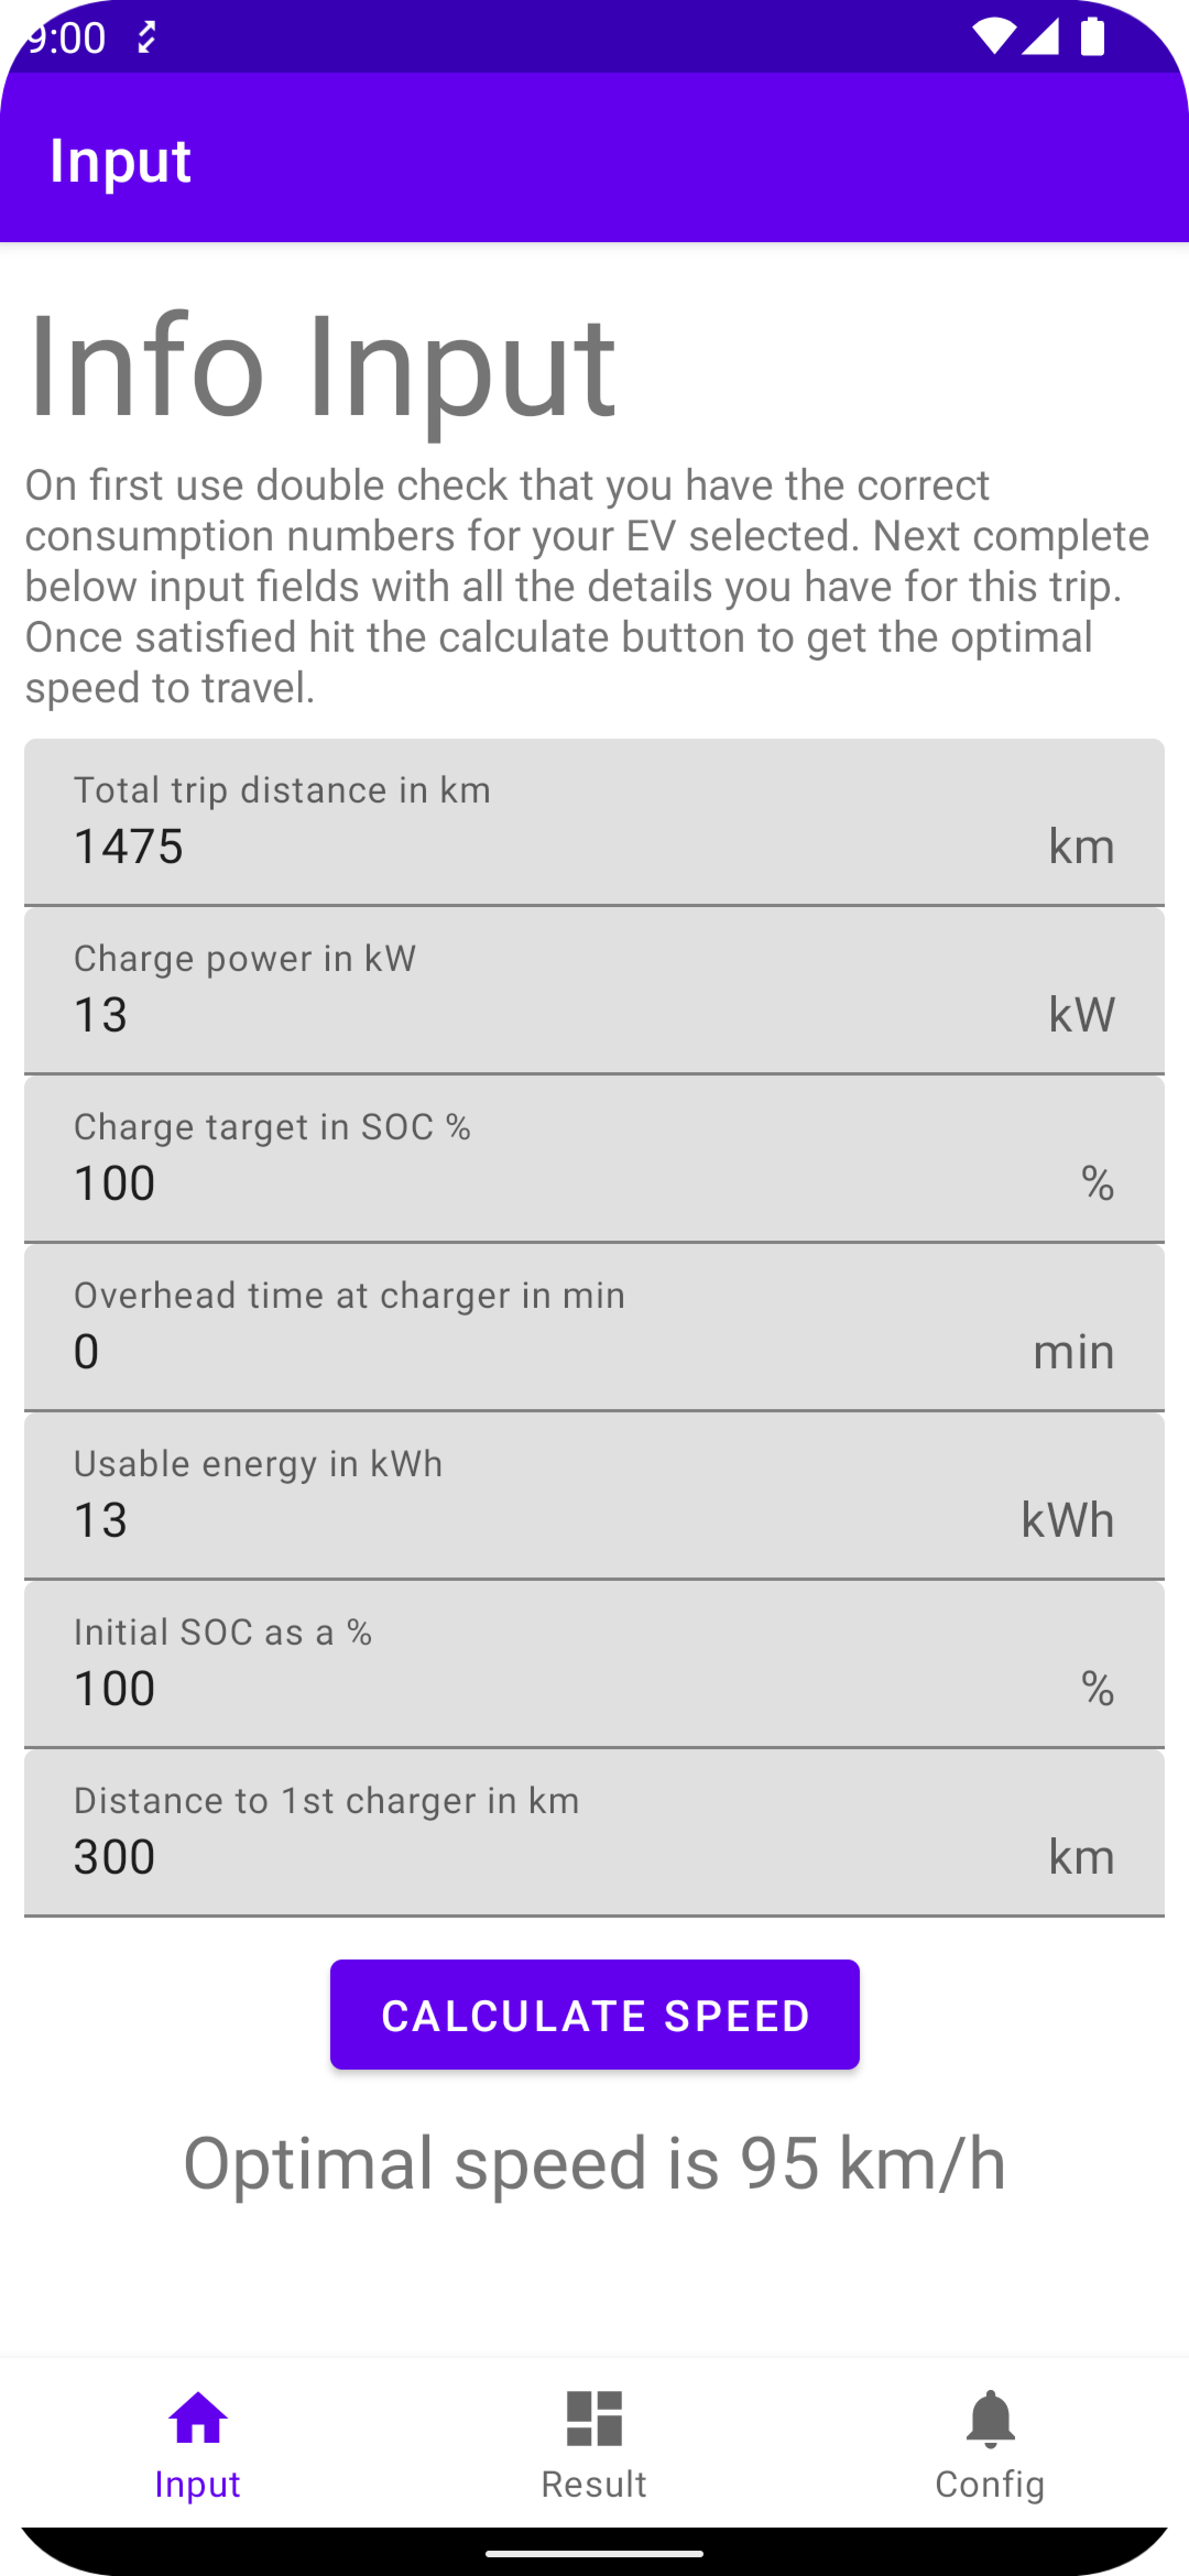 9:00
Input
Info Input
On first use double check that you have the correct
consumption numbers for your EV selected. Next complete
below input fields with all the details you have for this trip.
Once satisfied hit the calculate button to get the optimal
speed to travel.
Total trip distance in km
1475 km
Charge power in kW
13 kW
Charge target in SOC %
100 %
Overhead time at charger in min
0 min
Usable energy in kWh
13 kWh
Initial SOC as a %
100 %
Distance to 1st charger in km
300 km
CALCULATE SPEED
Optimal speed is 95 km/h
Input Result Config